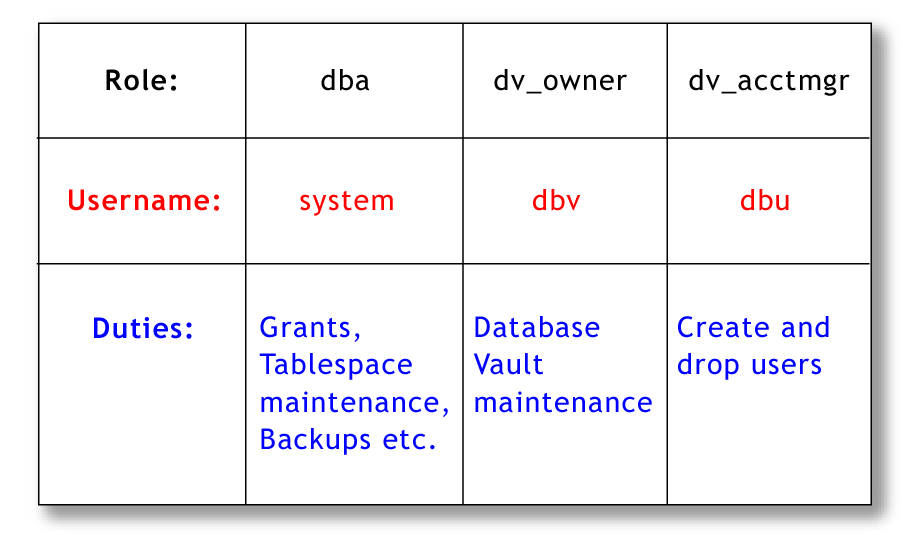 Role: dba dv_owner dv_acctmgr
Username: system dbv dbu
Duties: Grants, Database Create and
Tablespace Vault drop users
maintenance, maintenance
Backups etc.